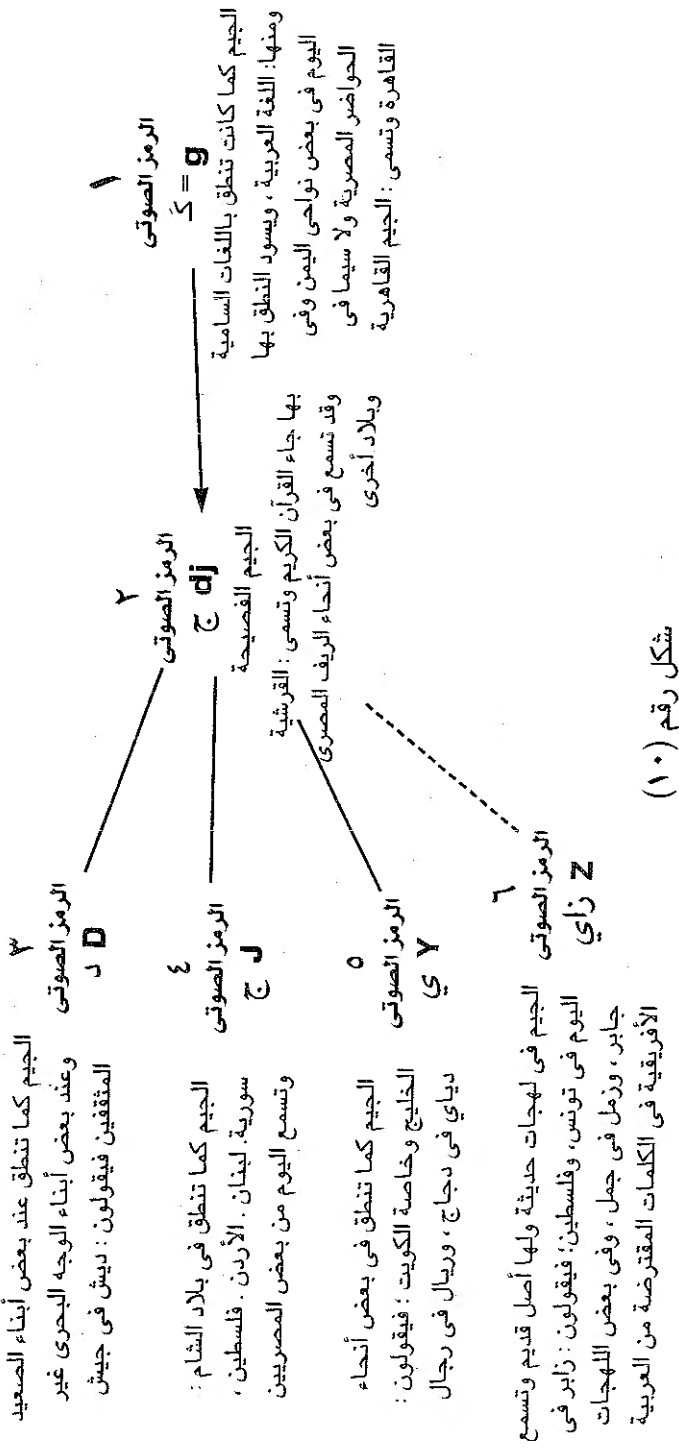 ١
الرمز الصوتى
گ = g
الجيم كما كانت تنطق باللغات السامية
ومنها: اللغة العربية ، ويسود النطق بها
اليوم فى بعض نواحى اليمن وفى
الحواضر المصرية ولا سيما فى
القاهرة وتسمى : الجيم القاهرية
٢
الرمز الصوتى
ج dj
الجيم الفصيحة
بها جاء القرآن الكريم وتسمى : القرشية
وقد تسمع فى بعض أنحاء الريف المصرى
وبلاد أخرى
٣
الرمز الصوتى
د D
الجيم كما تنطق عند بعض أبناء الصعيد
وعند بعض أبناء الوجه البحرى غير
المثقفين فيقولون : ديش فى جيش
٤
الرمز الصوتى
ج J
الجيم كما تنطق فى بلاد الشام :
سورية. لبنان . الأردن . فلسطين ،
وتسمع اليوم من بعض المصريين
٥
الرمز الصوتى
ي Y
الجيم كما تنطق فى بعض أنحاء
الخليج وخاصة الكويت : فيقولون :
دياي فى دجاج ، وريال فى رجال
٦
الرمز الصوتى
زاي Z
الجيم فى لهجات حديثة ولها أصل قديم وتسمع
اليوم فى تونس، وفلسطين؛ فيقولون : زابر فى
جابر ، وزمل فى جمل ، وفى بعض اللهجات
الأفريقية فى الكلمات المقترضة من العربية
شكل رقم (١٠)